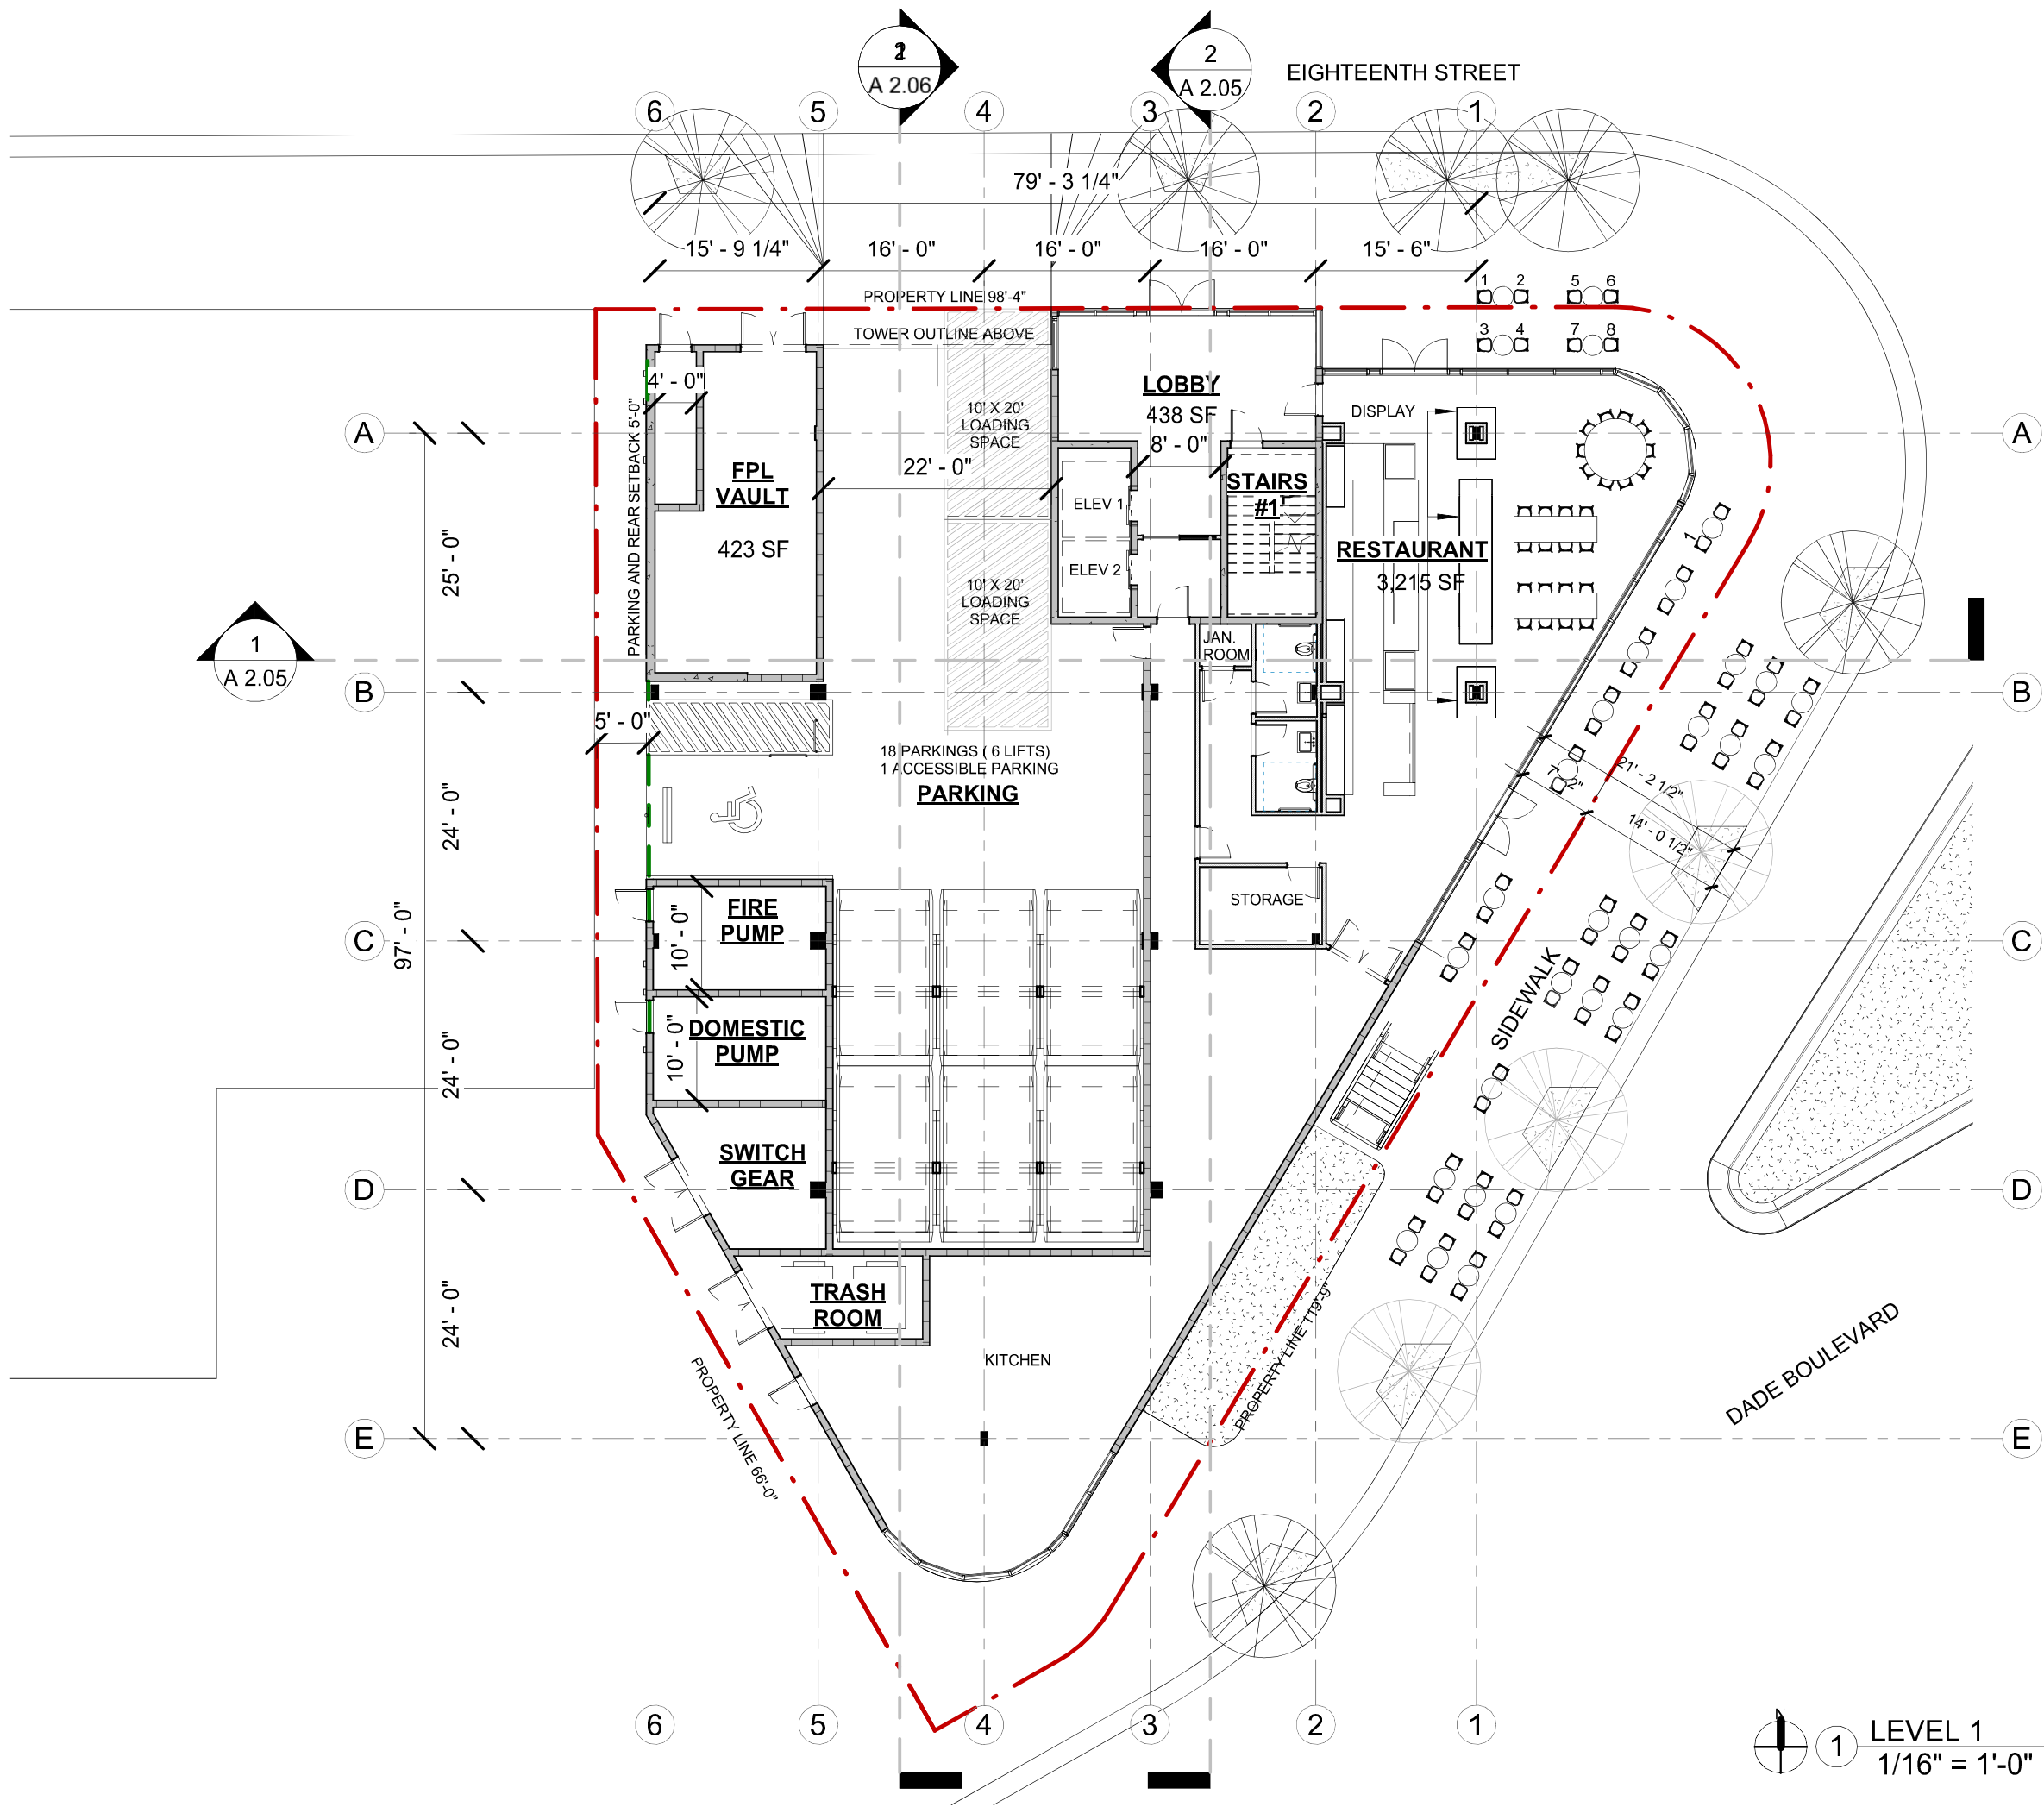 EIGHTEENTH STREET
2
A 2.06
2
A 2.05
6
5
4
3
2
1
79' - 3 1/4"
15' - 9 1/4"
16' - 0"
16' - 0"
16' - 0"
15' - 6"
PROPERTY LINE 98'-4"
TOWER OUTLINE ABOVE
1
2
5
6
3
4
7
8
4' - 0"
LOBBY
438 SF
8' - 0"
DISPLAY
10' X 20'
LOADING
SPACE
A
A
22' - 0"
FPL
VAULT
423 SF
STAIRS
#1
ELEV 1
ELEV 2
RESTAURANT
3,215 SF
1
PARKING AND REAR SETBACK 5'-0"
25' - 0"
10' X 20'
LOADING
SPACE
JAN.
ROOM
1
A 2.05
B
B
5' - 0"
18 PARKINGS ( 6 LIFTS)
1 ACCESSIBLE PARKING
PARKING
7' - 2"
21' - 2 1/2"
14' - 0 1/2"
24' - 0"
FIRE
PUMP
10' - 0"
STORAGE
C
C
97' - 0"
SIDEWALK
DOMESTIC
PUMP
10' - 0"
24' - 0"
SWITCH
GEAR
D
D
TRASH
ROOM
24' - 0"
KITCHEN
PROPERTY LINE 119'-9"
PROPERTY LINE 66'-0"
DADE BOULEVARD
E
E
6
5
4
3
2
1
N
1
LEVEL 1
1/16" = 1'-0"